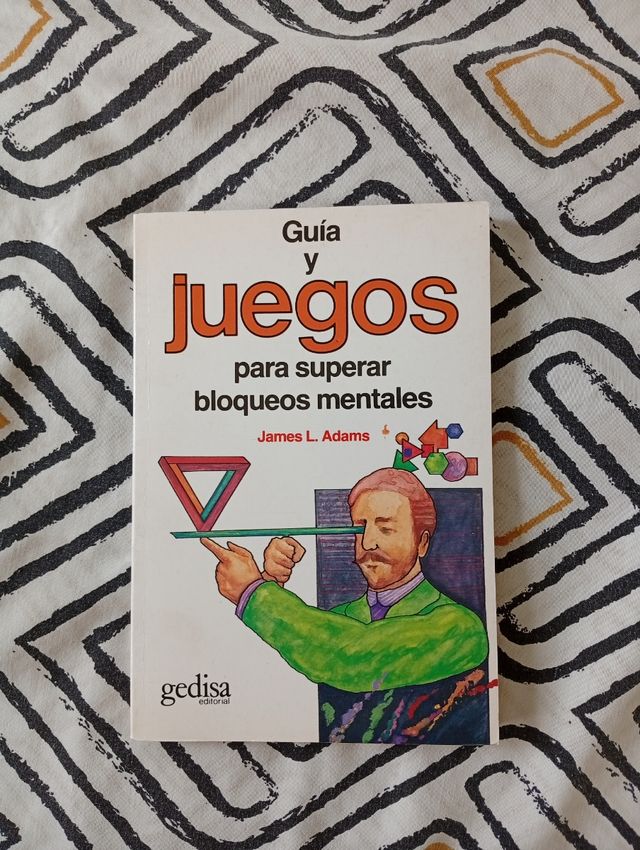 Guía
y
juegos
para superar
bloqueos mentales
James L. Adams
gedisa
editorial